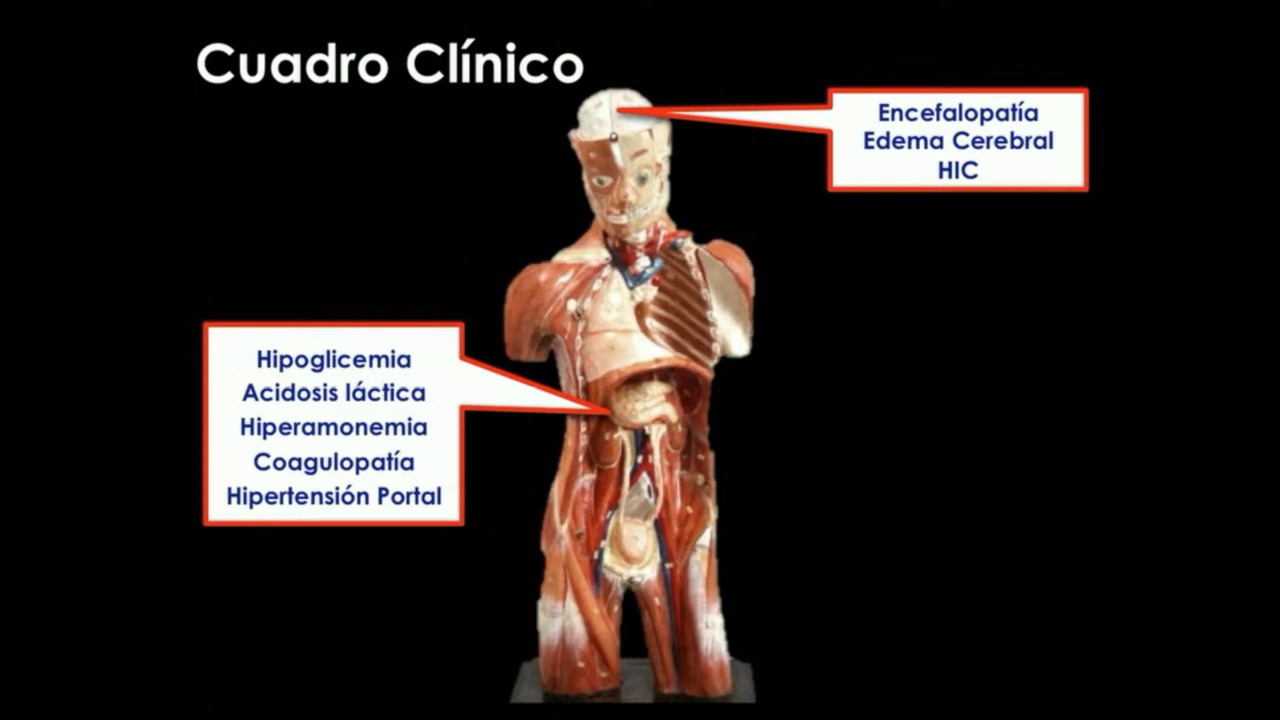 Cuadro Clínico
Encefalopatía
Edema Cerebral
HIC
Hipoglicemia
Acidosis láctica
Hiperamonemia
Coagulopatía
Hipertensión Portal